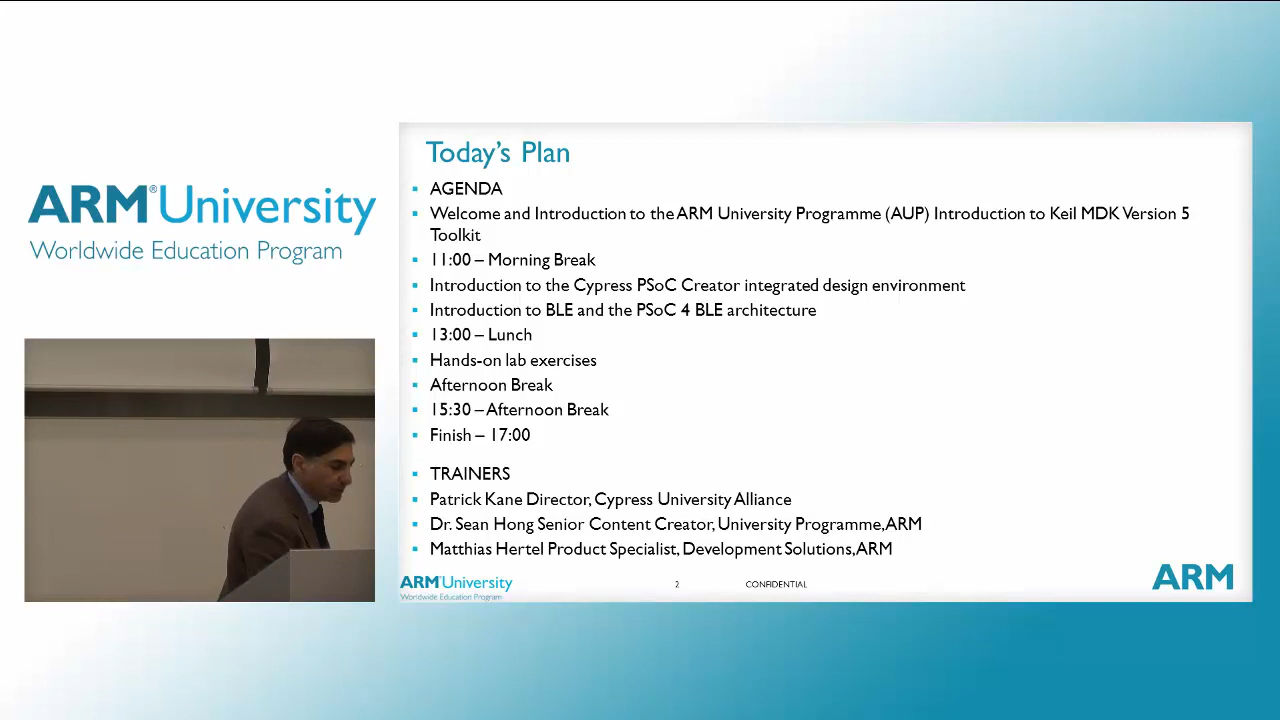 ARM®University
Worldwide Education Program
Today's Plan
AGENDA
Welcome and Introduction to the ARM University Programme (AUP) Introduction to Keil MDK Version 5
Toolkit
11:00 – Morning Break
Introduction to the Cypress PSoC Creator integrated design environment
Introduction to BLE and the PSoC 4 BLE architecture
13:00 – Lunch
Hands-on lab exercises
Afternoon Break
15:30 – Afternoon Break
Finish – 17:00
TRAINERS
Patrick Kane Director, Cypress University Alliance
Dr. Sean Hong Senior Content Creator, University Programme, ARM
Matthias Hertel Product Specialist, Development Solutions, ARM
ARM University
Worldwide Education Program
2
CONFIDENTIAL
ARM